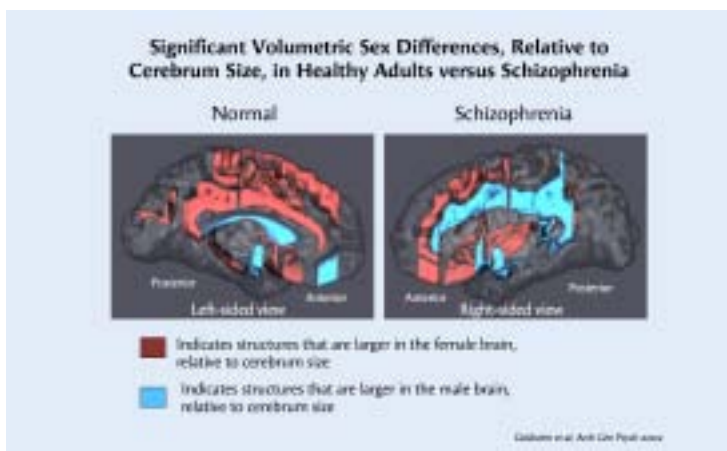 Significant Volumetric Sex Differences, Relative to
Cerebrum Size, in Healthy Adults versus Schizophrenia
Normal
Schizophrenia
Posterior
Anterior
Left-sided view
Anterior
Posterior
Right-sided view
Indicates structures that are larger in the female brain,
relative to cerebrum size
Indicates structures that are larger in the male brain,
relative to cerebrum size
et al